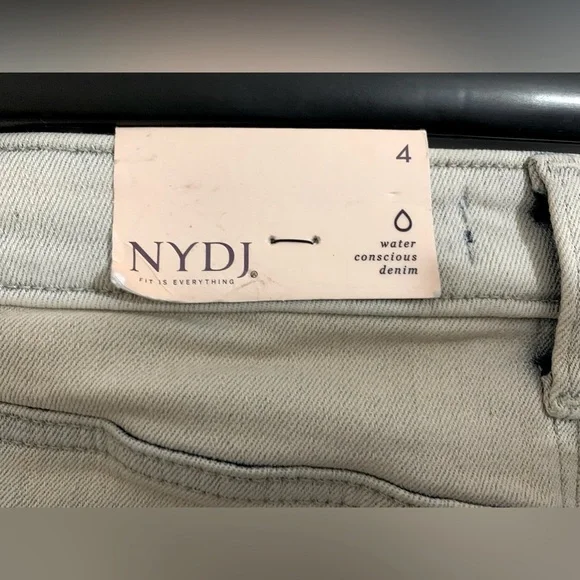 4
NYDJ®
FIT IS EVERYTHING
water
conscious
denim